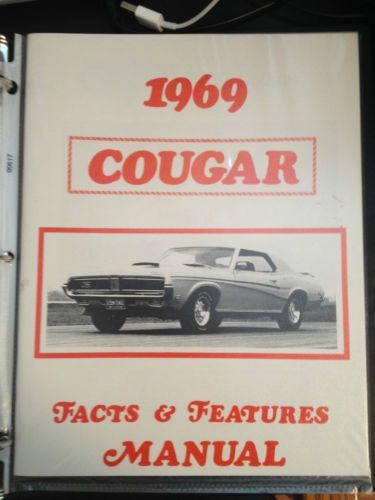 1969
COUGAR
FACTS & FEATURES
MANUAL